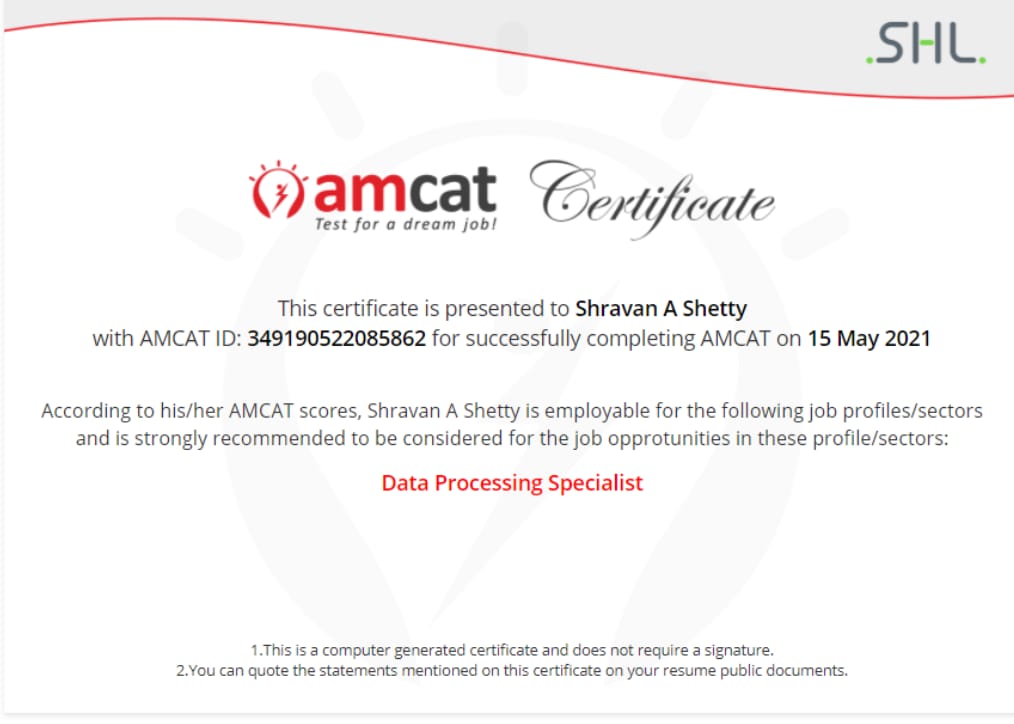 .SHL.
amcat Certificate
Test for a dream job!
This certificate is presented to Shravan A Shetty
with AMCAT ID: 349190522085862 for successfully completing AMCAT on 15 May 2021
According to his/her AMCAT scores, Shravan A Shetty is employable for the following job profiles/sectors
and is strongly recommended to be considered for the job opprotunities in these profile/sectors:
Data Processing Specialist
1.This is a computer generated certificate and does not require a signature.
2.You can quote the statements mentioned on this certificate on your resume public documents.